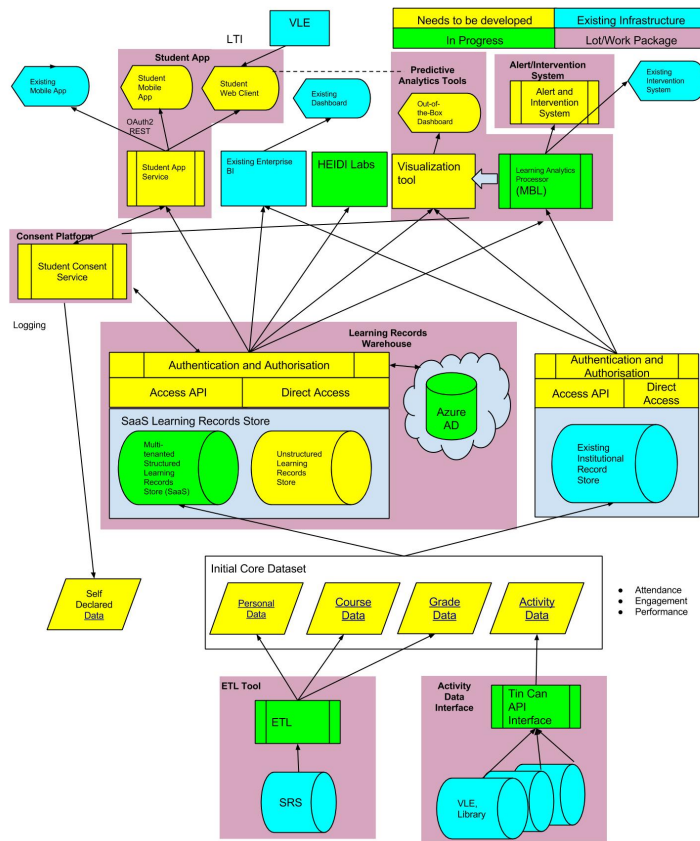 VLE
Needs to be developed
Existing Infrastructure
In Progress
Lot/Work Package
LTI
Student App
Existing
Mobile App
Student
Mobile
App
Student
Web Client
Existing
Dashboard
Predictive
Analytics Tools
Out-of-
the-Box
Dashboard
Alert/Intervention
System
Alert and
Intervention
System
Existing
Intervention
System
OAuth2
REST
Student App
Service
Existing Enterprise
BI
HEIDI Labs
Visualization
tool
Learning Analytics
Processor
(MBL)
Consent Platform
Student Consent
Service
Logging
Learning Records
Warehouse
Authentication and Authorisation
Access API
Direct Access
Azure
AD
SaaS Learning Records Store
Multi-
tenanted
Structured
Learning
Records
Store (SaaS)
Unstructured
Learning
Records
Store
Authentication and
Authorisation
Access API
Direct
Access
Existing
Institutional
Record
Store
Initial Core Dataset
Personal
Data
Course
Data
Grade
Data
Activity
Data
● Attendance
● Engagement
● Performance
Self
Declared
Data
ETL Tool
ETL
SRS
Activity
Data
Interface
Tin Can
API
Interface
VLE,
Library